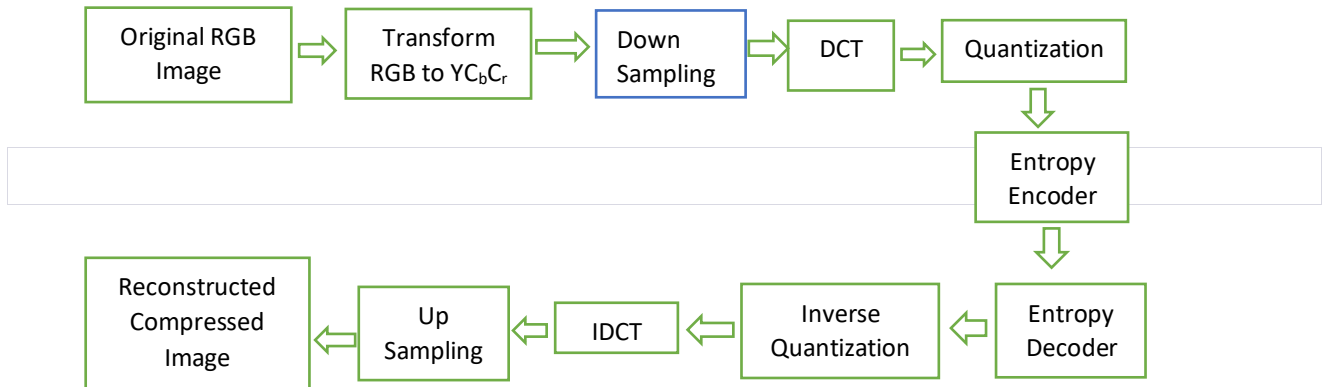 Original RGB
Image
Transform
RGB to YCbCr
Down
Sampling
DCT
Quantization
Entropy
Encoder
Entropy
Decoder
Inverse
Quantization
IDCT
Up
Sampling
Reconstructed
Compressed
Image